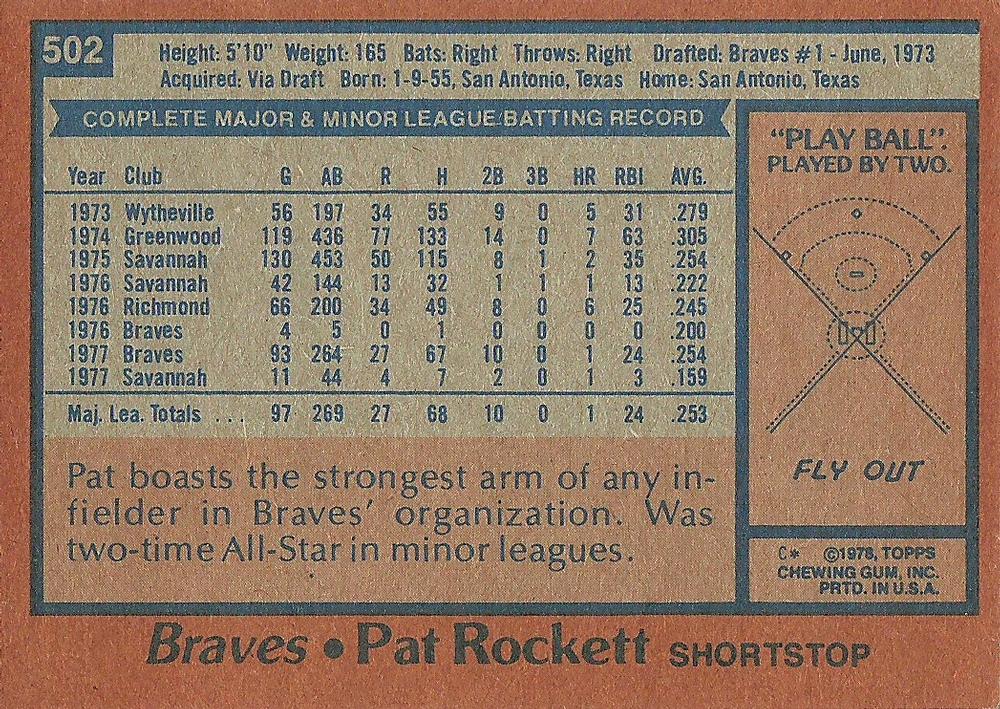 502
Height: 5'10" Weight: 165 Bats: Right Throws: Right Drafted: Braves #1 - June, 1973
Acquired: Via Draft Born: 1-9-55, San Antonio, Texas Home: San Antonio, Texas
COMPLETE MAJOR & MINOR LEAGUE BATTING RECORD
Year Club G AB R H 2B 3B HR RBI AVG.
1973 Wytheville 56 197 34 55 9 0 5 31 .279
1974 Greenwood 119 436 77 133 14 0 7 63 .305
1975 Savannah 130 453 50 115 8 1 2 35 .254
1976 Savannah 42 144 13 32 1 1 1 13 .222
1976 Richmond 66 200 34 49 8 0 6 25 .245
1976 Braves 4 5 0 1 0 0 0 0 .200
1977 Braves 93 264 27 67 10 0 1 24 .254
1977 Savannah 11 44 4 7 2 0 1 3 .159
Maj. Lea. Totals ... 97 269 27 68 10 0 1 24 .253
Pat boasts the strongest arm of any in-
fielder in Braves' organization. Was
two-time All-Star in minor leagues.
"PLAY BALL".
PLAYED BY TWO.
FLY OUT
C* ©1978, TOPPS
CHEWING GUM, INC.
PRTD. IN U.S.A.
Braves • Pat Rockett SHORTSTOP